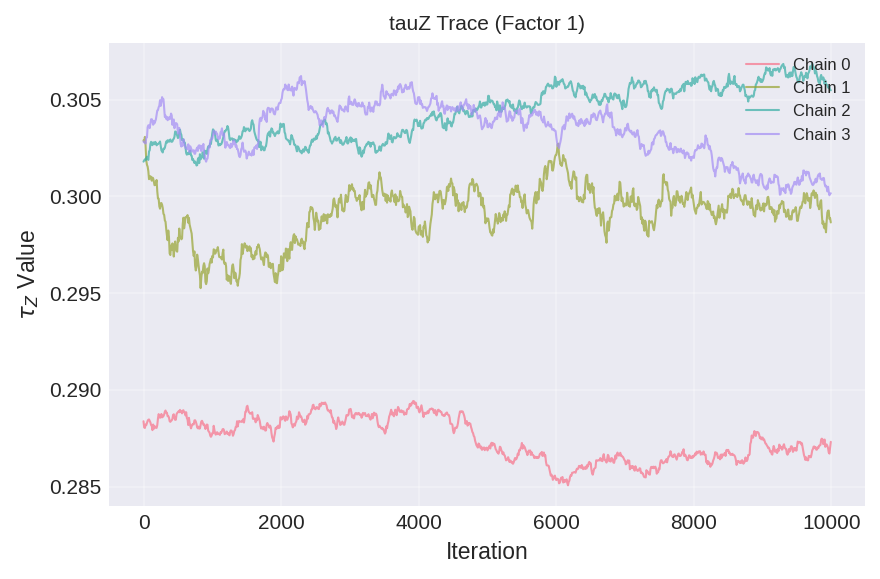 tauZ Trace (Factor 1)
Chain 0
Chain 1
Chain 2
Chain 3
0.305
0.300
0.295
0.290
0.285
τZ Value
0
2000
4000
6000
8000
10000
Iteration